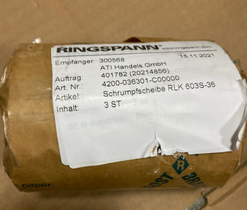 RINGSPANN
15.11.2021
Empfänger: 300568
ATI Handels GmbH
Auftrag: 401782 (20214856)
Art. Nr. 4200-036301-C00000
Artikel: Schrumpfscheibe RLK 603S-36
Inhalt: 3 ST
paper